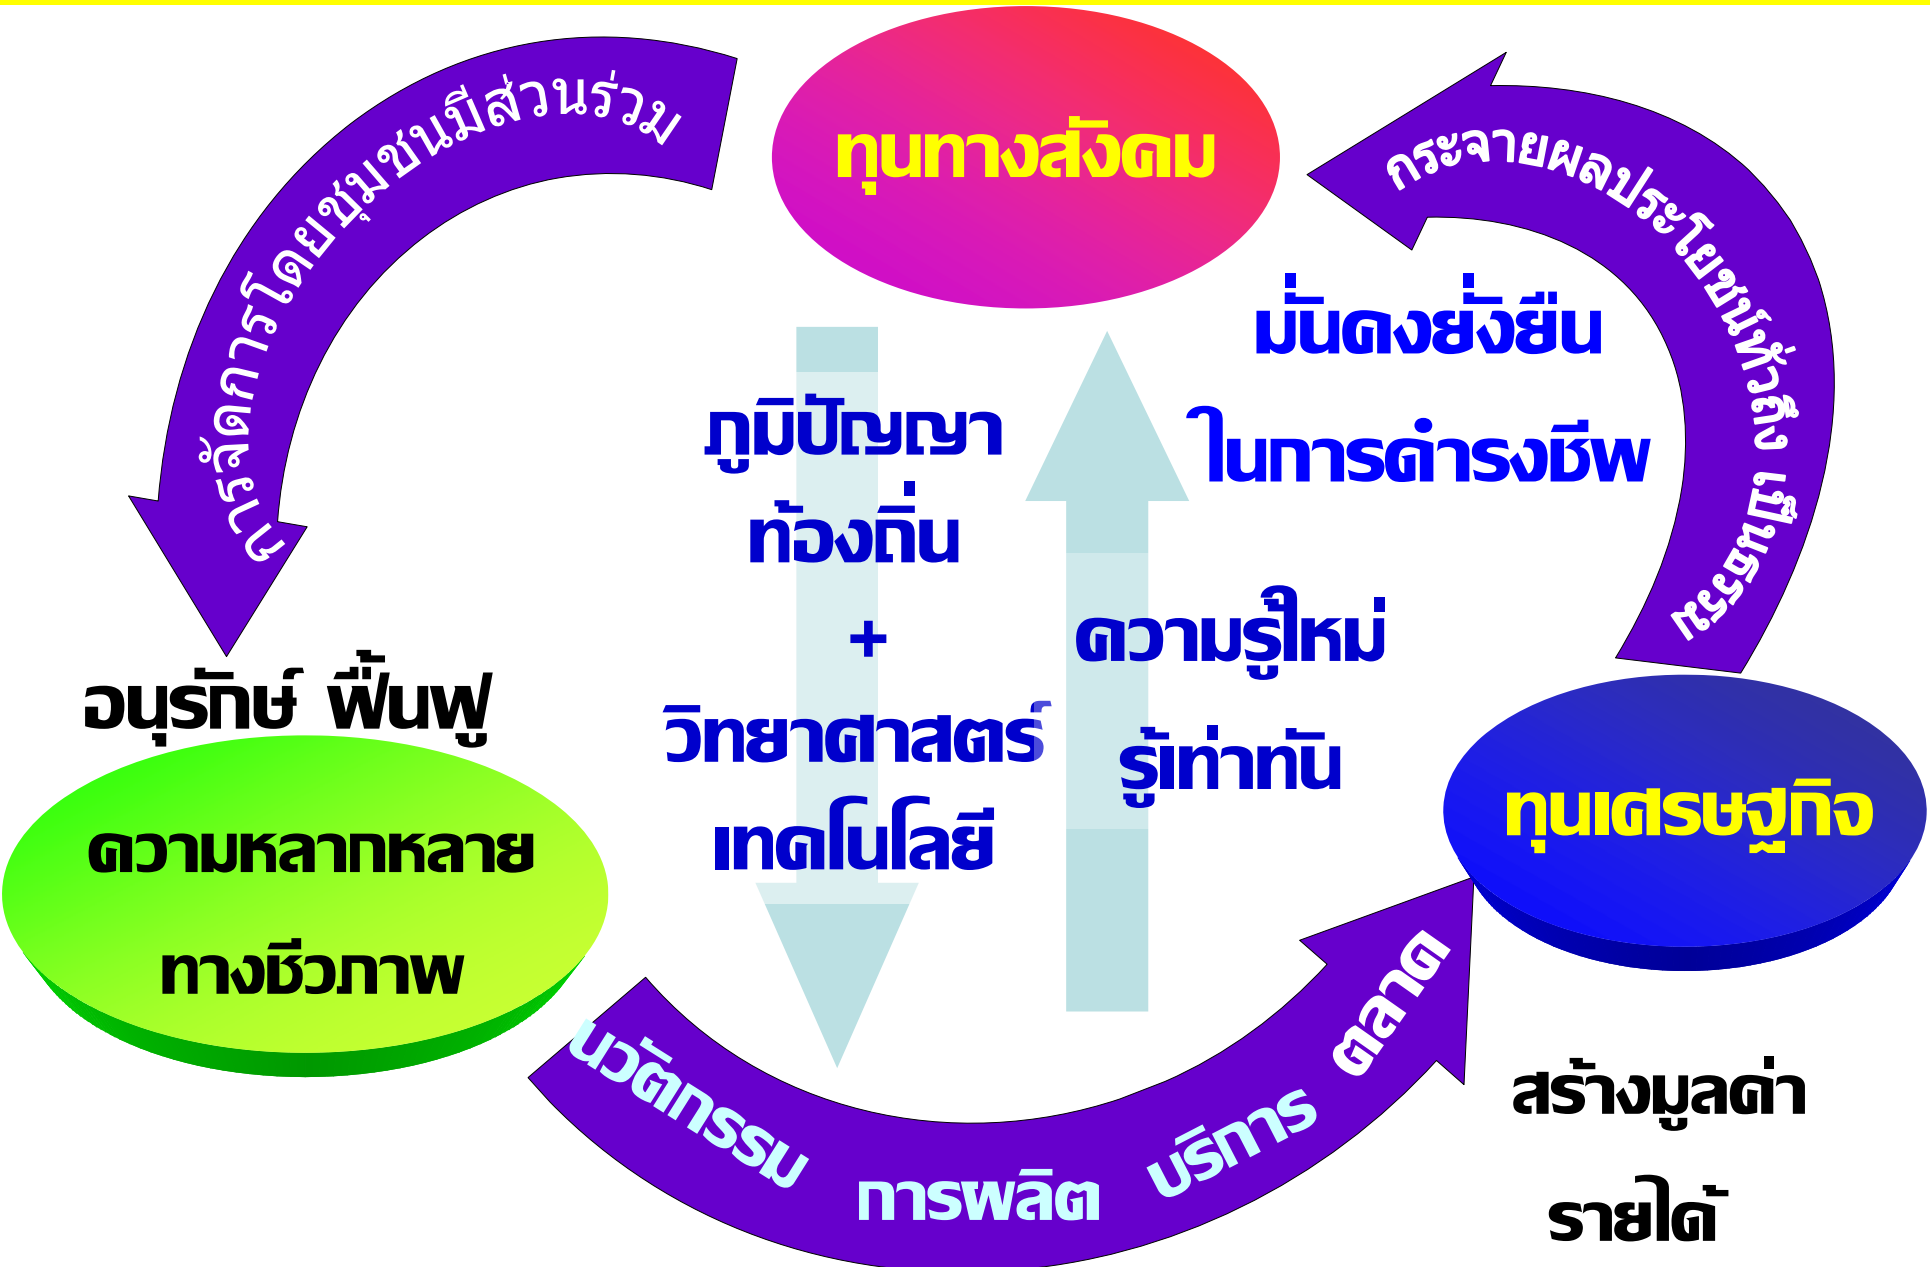 ทุนทางสังคม
บริหารจัดการโดยชุมชนมีส่วนร่วม
กระจายผลประโยชน์ทั่วถึง เป็นธรรม
มั่นคงยั่งยืน
ในการดำรงชีพ
ภูมิปัญญา
ท้องถิ่น
+
วิทยาศาสตร์
เทคโนโลยี
ความรู้ใหม่
รู้เท่าทัน
อนุรักษ์ ฟื้นฟู
ความหลากหลาย
ทางชีวภาพ
ทุนเศรษฐกิจ
นวัตกรรม การผลิต บริการ ตลาด
สร้างมูลค่า
รายได้